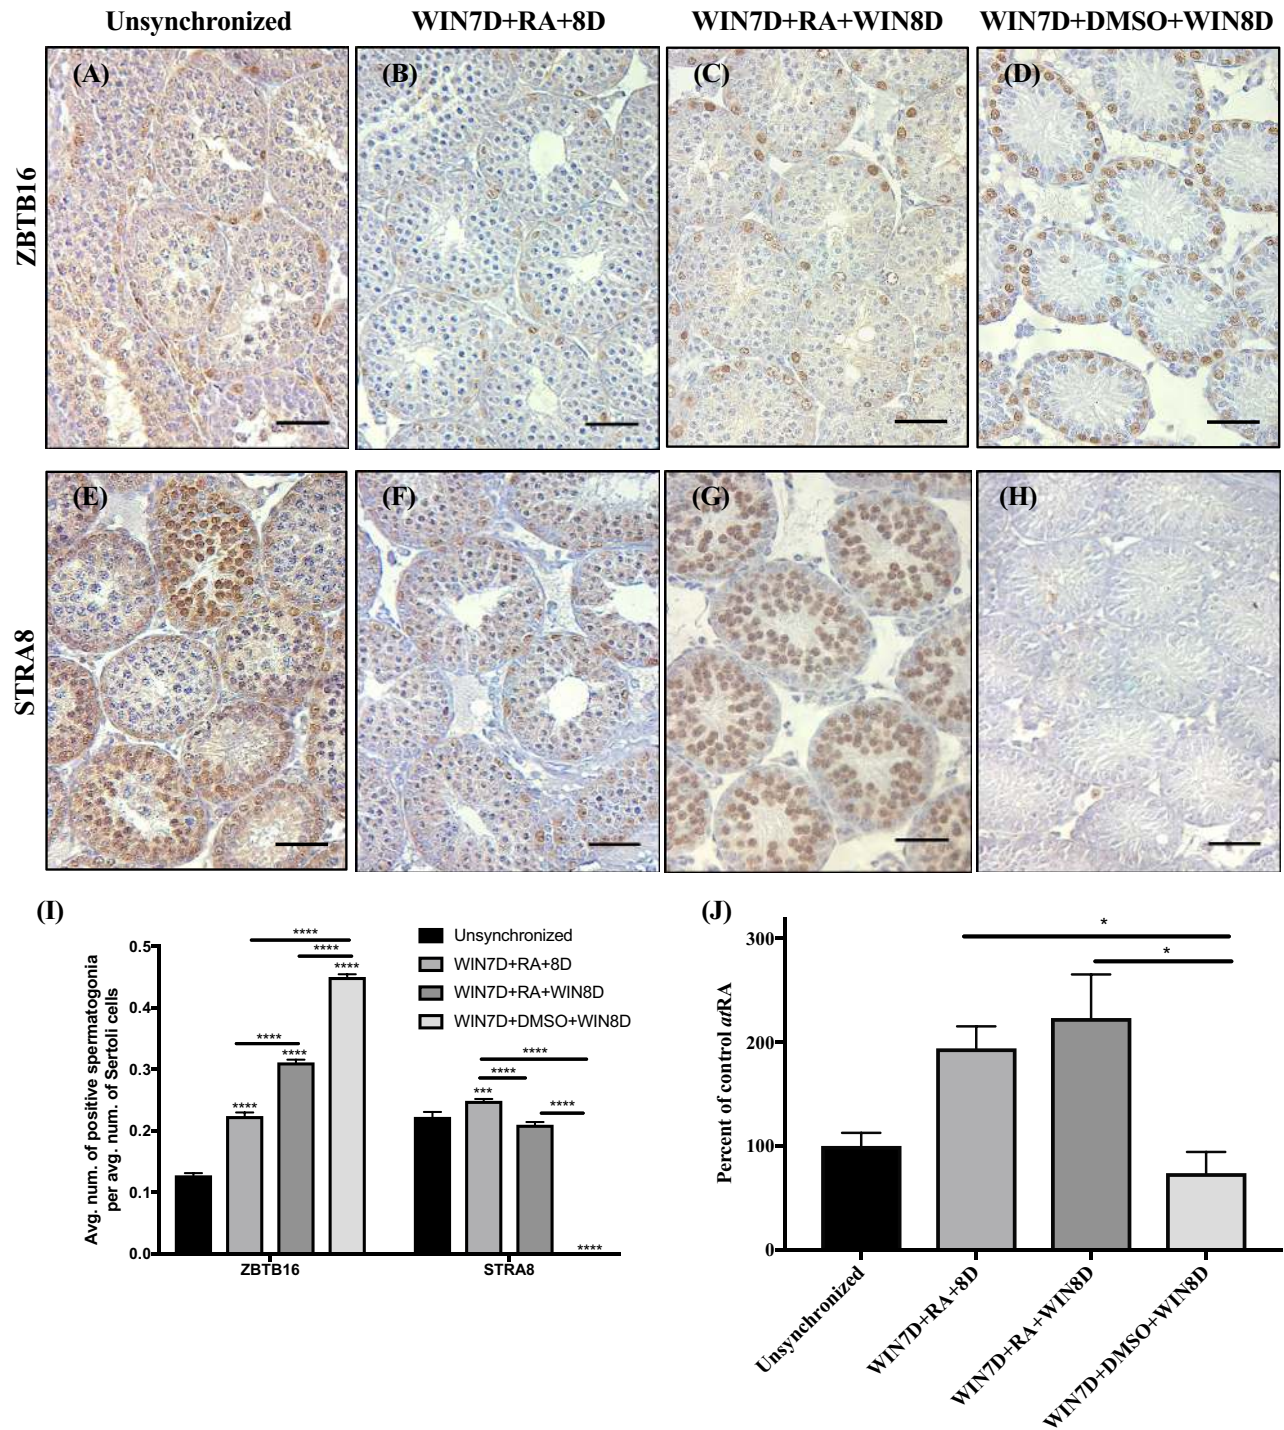 Unsynchronized WIN7D+RA+8D WIN7D+RA+WIN8D WIN7D+DMSO+WIN8D
ZBTB16
(A) (B) (C) (D)
STRA8
(E) (F) (G) (H)
(I)
Avg. num. of positive spermatogonia
per avg. num. of Sertoli cells
0.5
0.4
0.3
0.2
0.1
0.0
****
****
****
****
****
****
Unsynchronized
WIN7D+RA+8D
WIN7D+RA+WIN8D
WIN7D+DMSO+WIN8D
****
****
***
****
****
ZBTB16 STRA8
(J)
Percent of control atRA
300
200
100
0
*
*
Unsynchronized
WIN7D+RA+8D
WIN7D+RA+WIN8D
WIN7D+DMSO+WIN8D